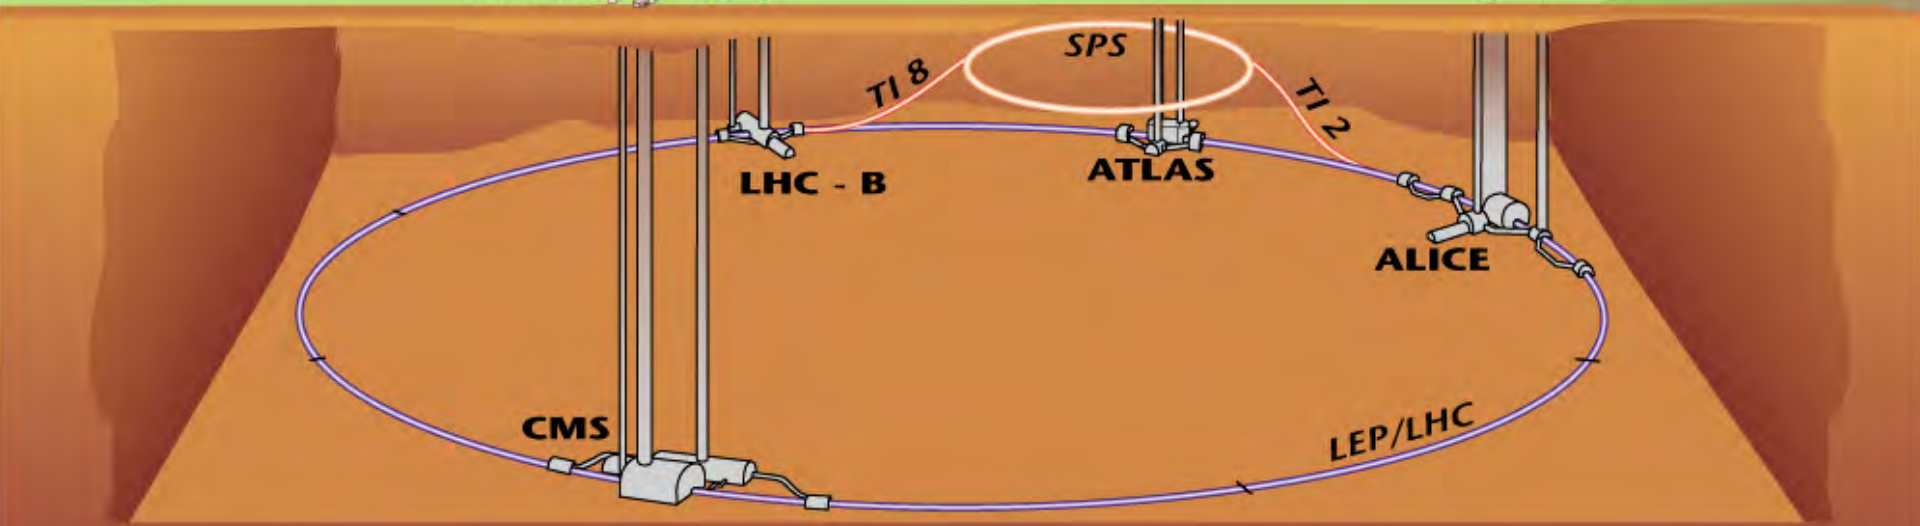 SPS
TI 8
TI 2
LHC - B
ATLAS
ALICE
CMS
LEP/LHC